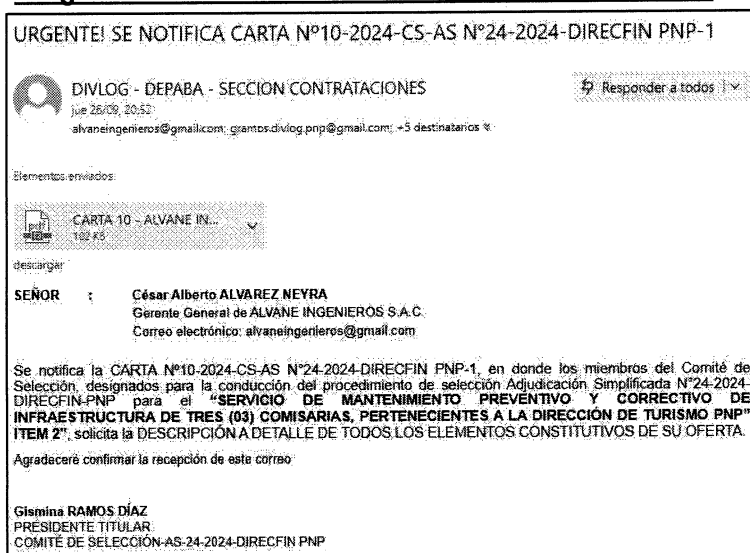 URGENTE! SE NOTIFICA CARTA Nº10-2024-CS-AS N°24-2024-DIRECFIN PNP-1
DIVLOG - DEPABA - SECCION CONTRATACIONES
Responder a todos
jue 26/09, 20:52
alvaneingenieros@gmail.com; gramos.divlog.pnp@gmail.com; +5 destinatarios
Elementos enviados
CARTA 10 - ALVANE IN...
102 KB
descargar
SEÑOR : César Alberto ALVAREZ NEYRA
Gerente General de ALVANE INGENIEROS S.A.C.
Correo electrónico: alvaneingenieros@gmail.com
Se notifica la CARTA Nº10-2024-CS-AS N°24-2024-DIRECFIN PNP-1, en donde los miembros del Comité de
Selección, designados para la conducción del procedimiento de selección Adjudicación Simplificada N°24-2024-
DIRECFIN-PNP para el "SERVICIO DE MANTENIMIENTO PREVENTIVO Y CORRECTIVO DE
INFRAESTRUCTURA DE TRES (03) COMISARIAS, PERTENECIENTES A LA DIRECCIÓN DE TURISMO PNP"
ITEM 2", solicita la DESCRIPCIÓN A DETALLE DE TODOS LOS ELEMENTOS CONSTITUTIVOS DE SU OFERTA.
Agradeceré confirmar la recepción de este correo
Gismina RAMOS DÍAZ
PRESIDENTE TITULAR
COMITÉ DE SELECCIÓN-AS-24-2024-DIRECFIN PNP